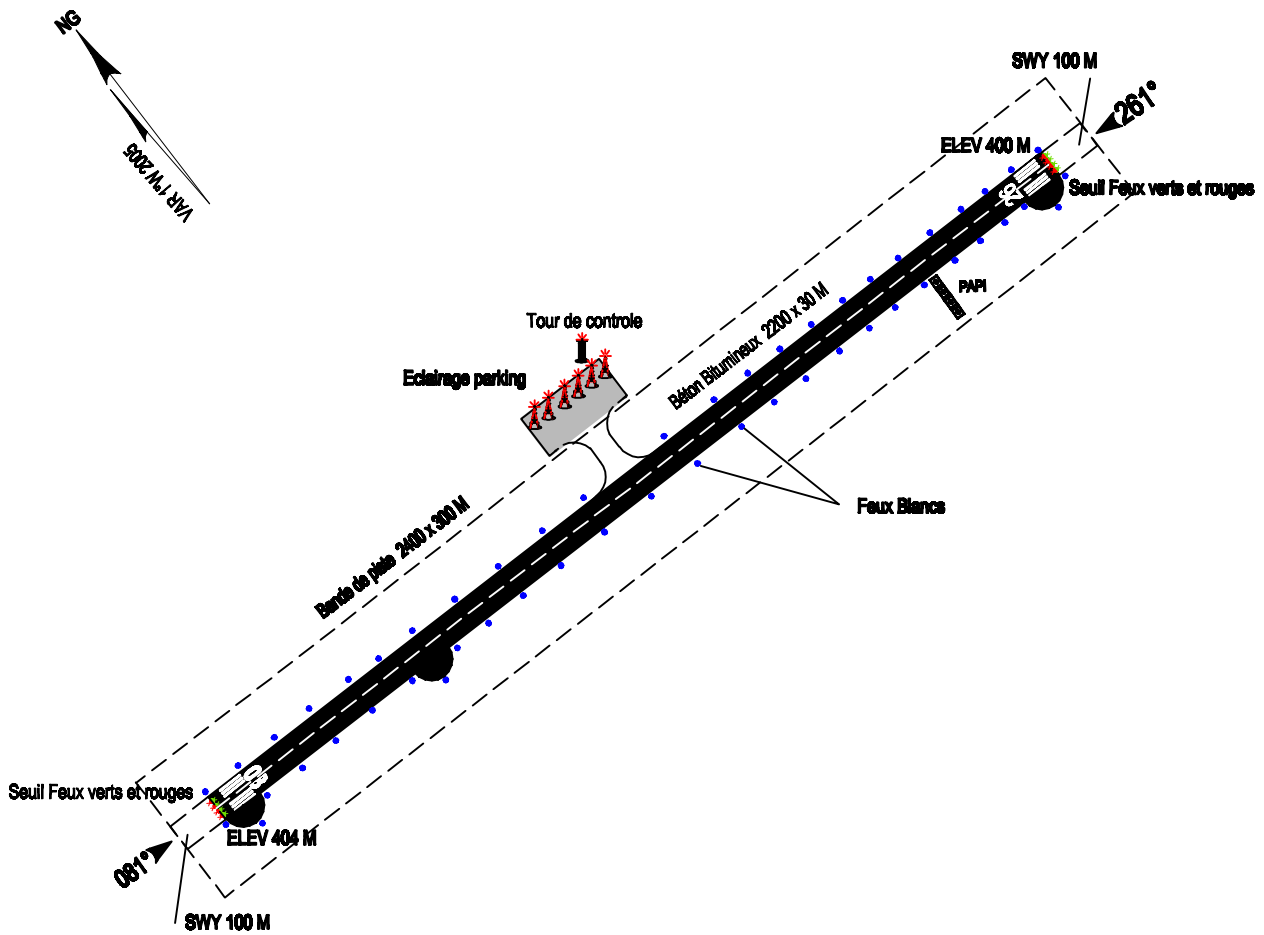 NG
SWY 100 M
261°
ELEV 400 M
VAR 1°W 2005
Seuil Feux verts et rouges
26
PAPI
Tour de controle
Béton Bitumineux 2200 x 30 M
Eclairage parking
Feux Blancs
Bande de piste 2400 x 300 M
08
Seuil Feux verts et rouges
ELEV 404 M
081°
SWY 100 M